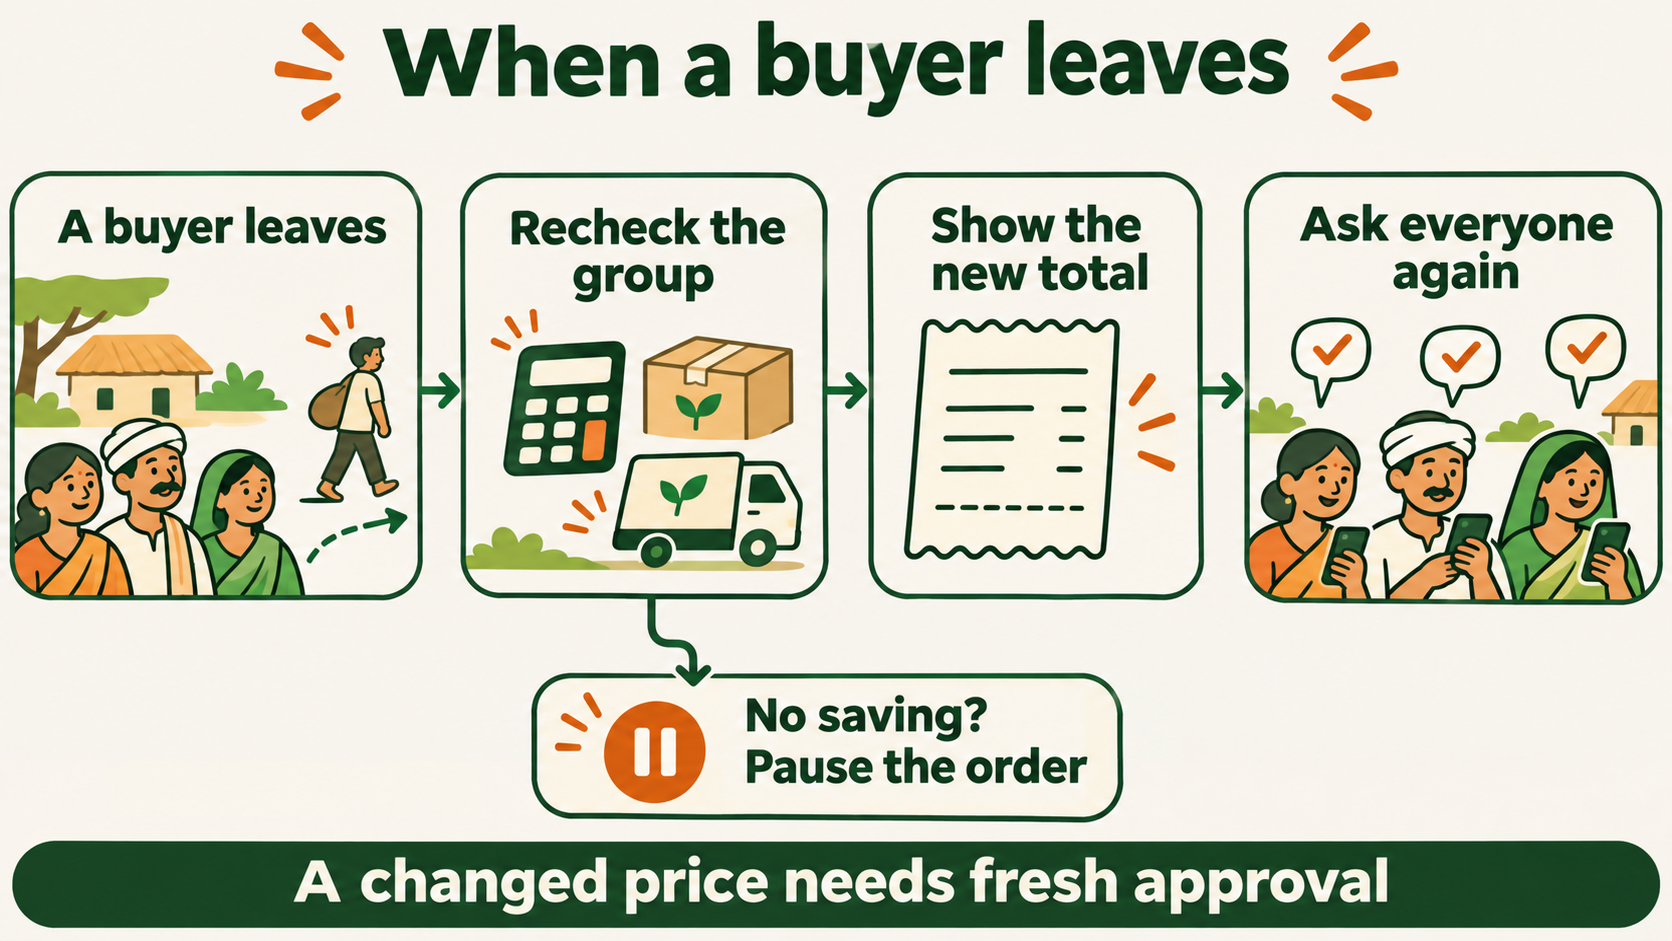 When a buyer leaves
A buyer leaves
Recheck the
group
Show the
new total
Ask everyone
again
No saving?
Pause the order
A changed price needs fresh approval